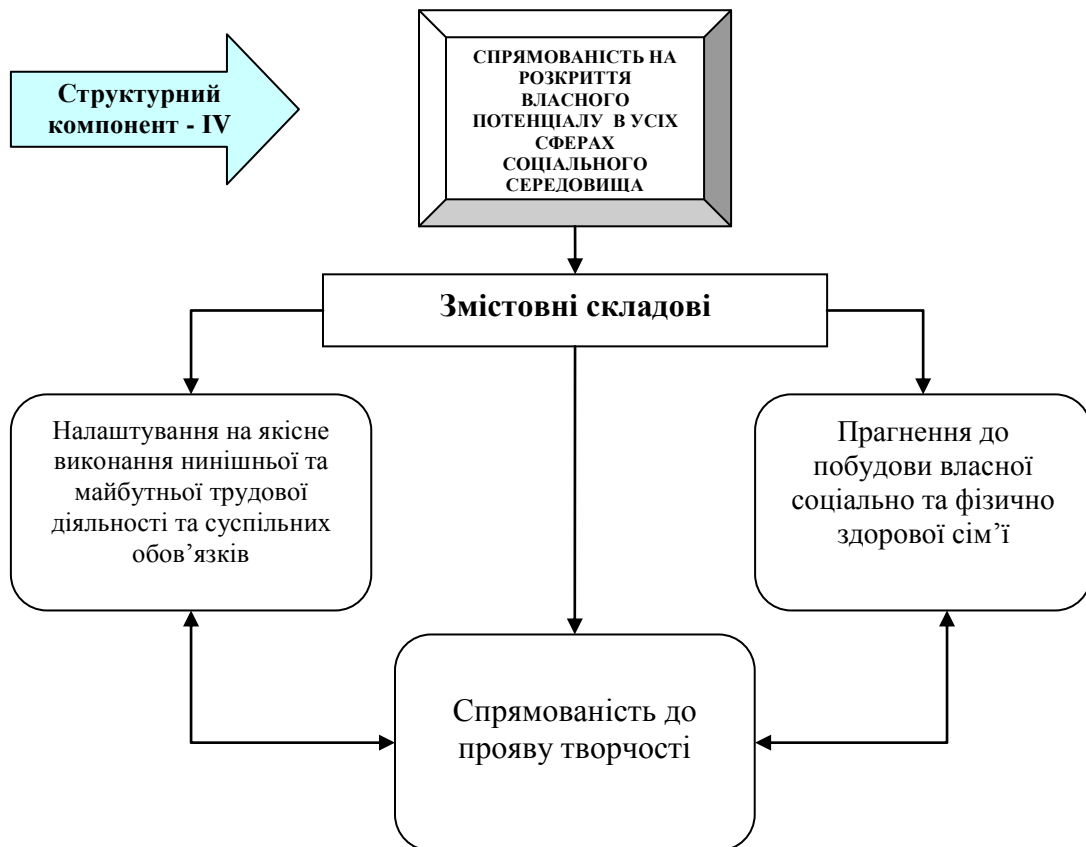 Структурний
компонент - IV
СПРЯМОВАНІСТЬ НА
РОЗКРИТТЯ
ВЛАСНОГО
ПОТЕНЦІАЛУ В УСІХ
СФЕРАХ
СОЦІАЛЬНОГО
СЕРЕДОВИЩА
Змістовні складові
Налаштування на якісне
виконання нинішньої та
майбутньої трудової
діяльності та суспільних
обов’язків
Прагнення до
побудови власної
соціально та фізично
здорової сім’ї
Спрямованість до
прояву творчості